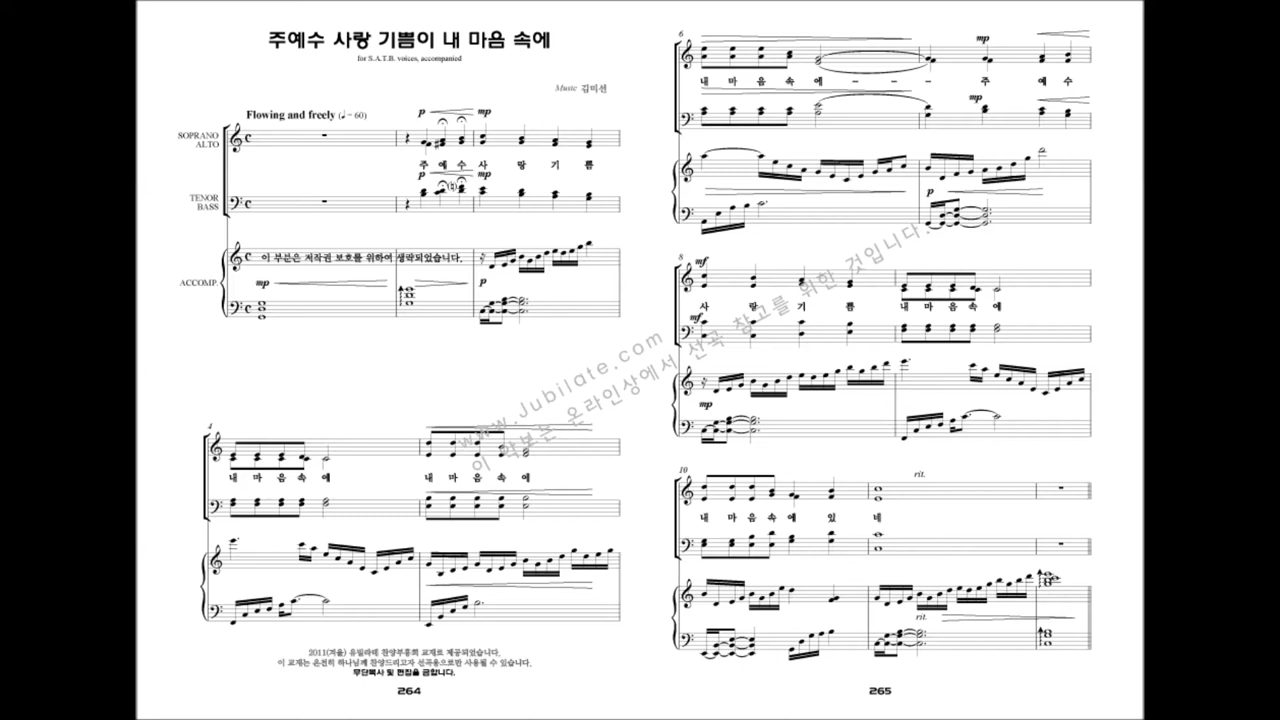 주예수 사랑 기쁨이 내 마음 속에
for S.A.T.B. voices, accompanied
Music 김미선
Flowing and freely (♩=60)
SOPRANO
ALTO
p mp
주 예 수 사 랑 기 쁨
p mp
TENOR
BASS
이 부분은 저작권 보호를 위하여 생략되었습니다.
ACCOMP.
mp p
4
내 마 음 속 에 내 마 음 속 에
2011(겨울) 유빌라떼 찬양부흥회 교재로 제공되었습니다.
이 교재는 온전히 하나님께 찬양드리고자 선곡용으로만 사용될 수 있습니다.
무단복사 및 편집을 금합니다.
264
6
mp
내 마 음 속 에 - - - 주 예 수
mp
p
8
mf
사 랑 기 쁨 내 마 음 속 에
mf
mp
10
rit.
내 마 음 속 에 있 네
rit.
265
www.Jubilate.com
이 악보는 온라인상에서 선곡 참고를 위한 것입니다.